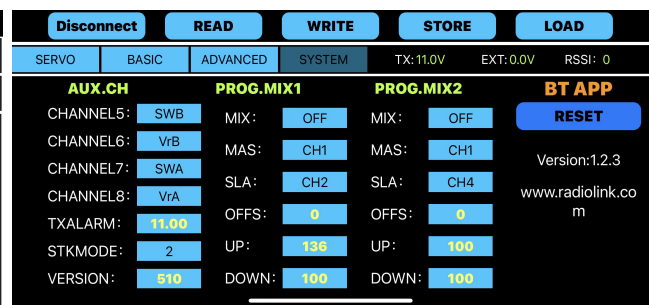 Disconnect READ WRITE STORE LOAD
SERVO BASIC ADVANCED SYSTEM TX:11.0V EXT:0.0V RSSI: 0
AUX.CH PROG.MIX1 PROG.MIX2 BT APP
CHANNEL5: SWB MIX: OFF MIX: OFF RESET
CHANNEL6: VrB MAS: CH1 MAS: CH1 Version:1.2.3
CHANNEL7: SWA SLA: CH2 SLA: CH4 www.radiolink.co
CHANNEL8: VrA OFFS: 0 OFFS: 0 m
TXALARM: 11.00 UP: 136 UP: 100
STKMODE: 2 DOWN: 100 DOWN: 100
VERSION: 510